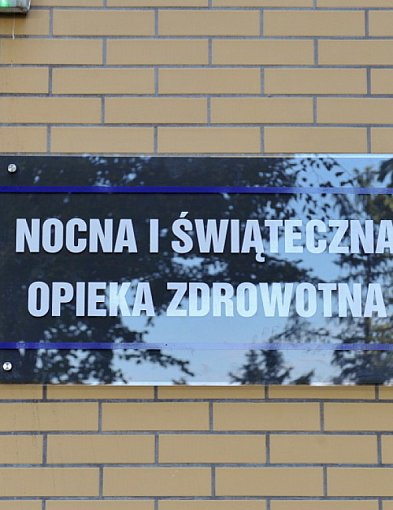 NOCNA I ŚWIĄTECZNA
OPIEKA ZDROWOTNA